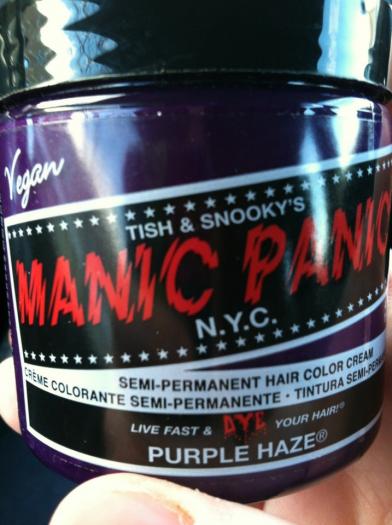 Vegan
TISH & SNOOKY'S
MANIC PANIC
N.Y.C.
SEMI-PERMANENT HAIR COLOR CREAM
CRÈME COLORANTE SEMI-PERMANENTE • TINTURA SEMI-PERM
LIVE FAST & DYE YOUR HAIR!®
PURPLE HAZE®